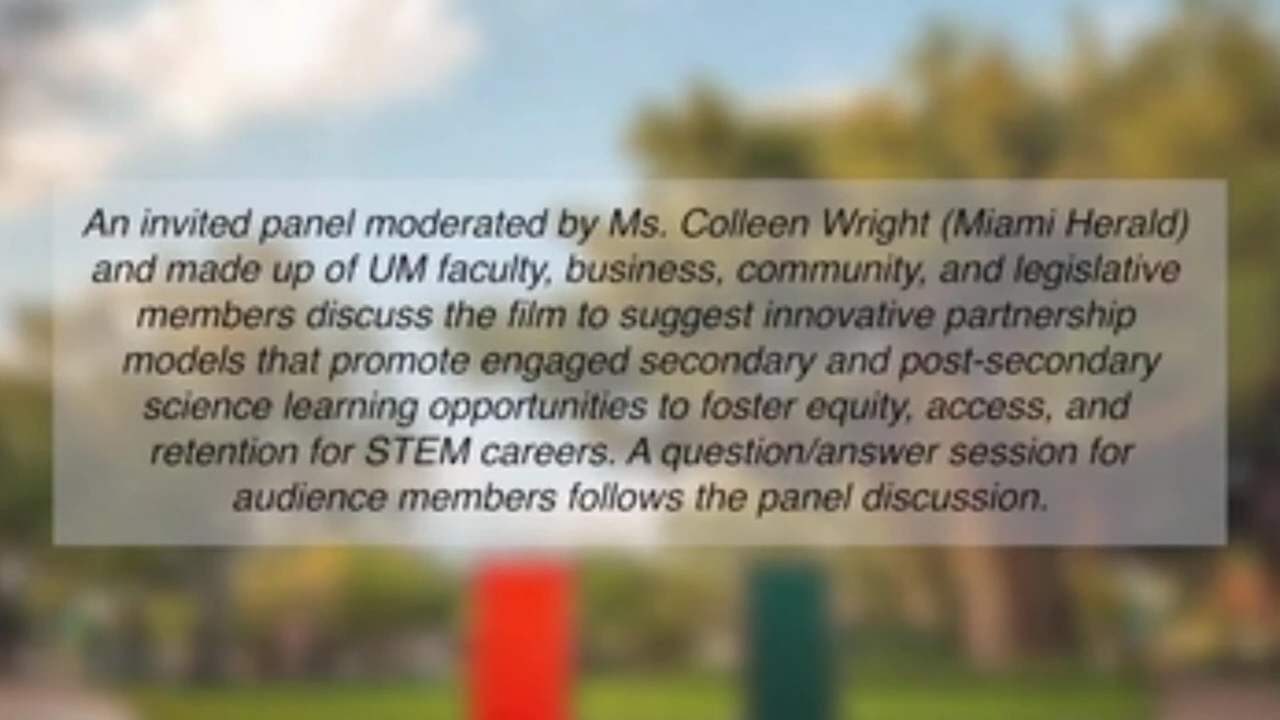 An invited panel moderated by Ms. Colleen Wright (Miami Herald)
and made up of UM faculty, business, community, and legislative
members discuss the film to suggest innovative partnership
models that promote engaged secondary and post-secondary
science learning opportunities to foster equity, access, and
retention for STEM careers. A question/answer session for
audience members follows the panel discussion.